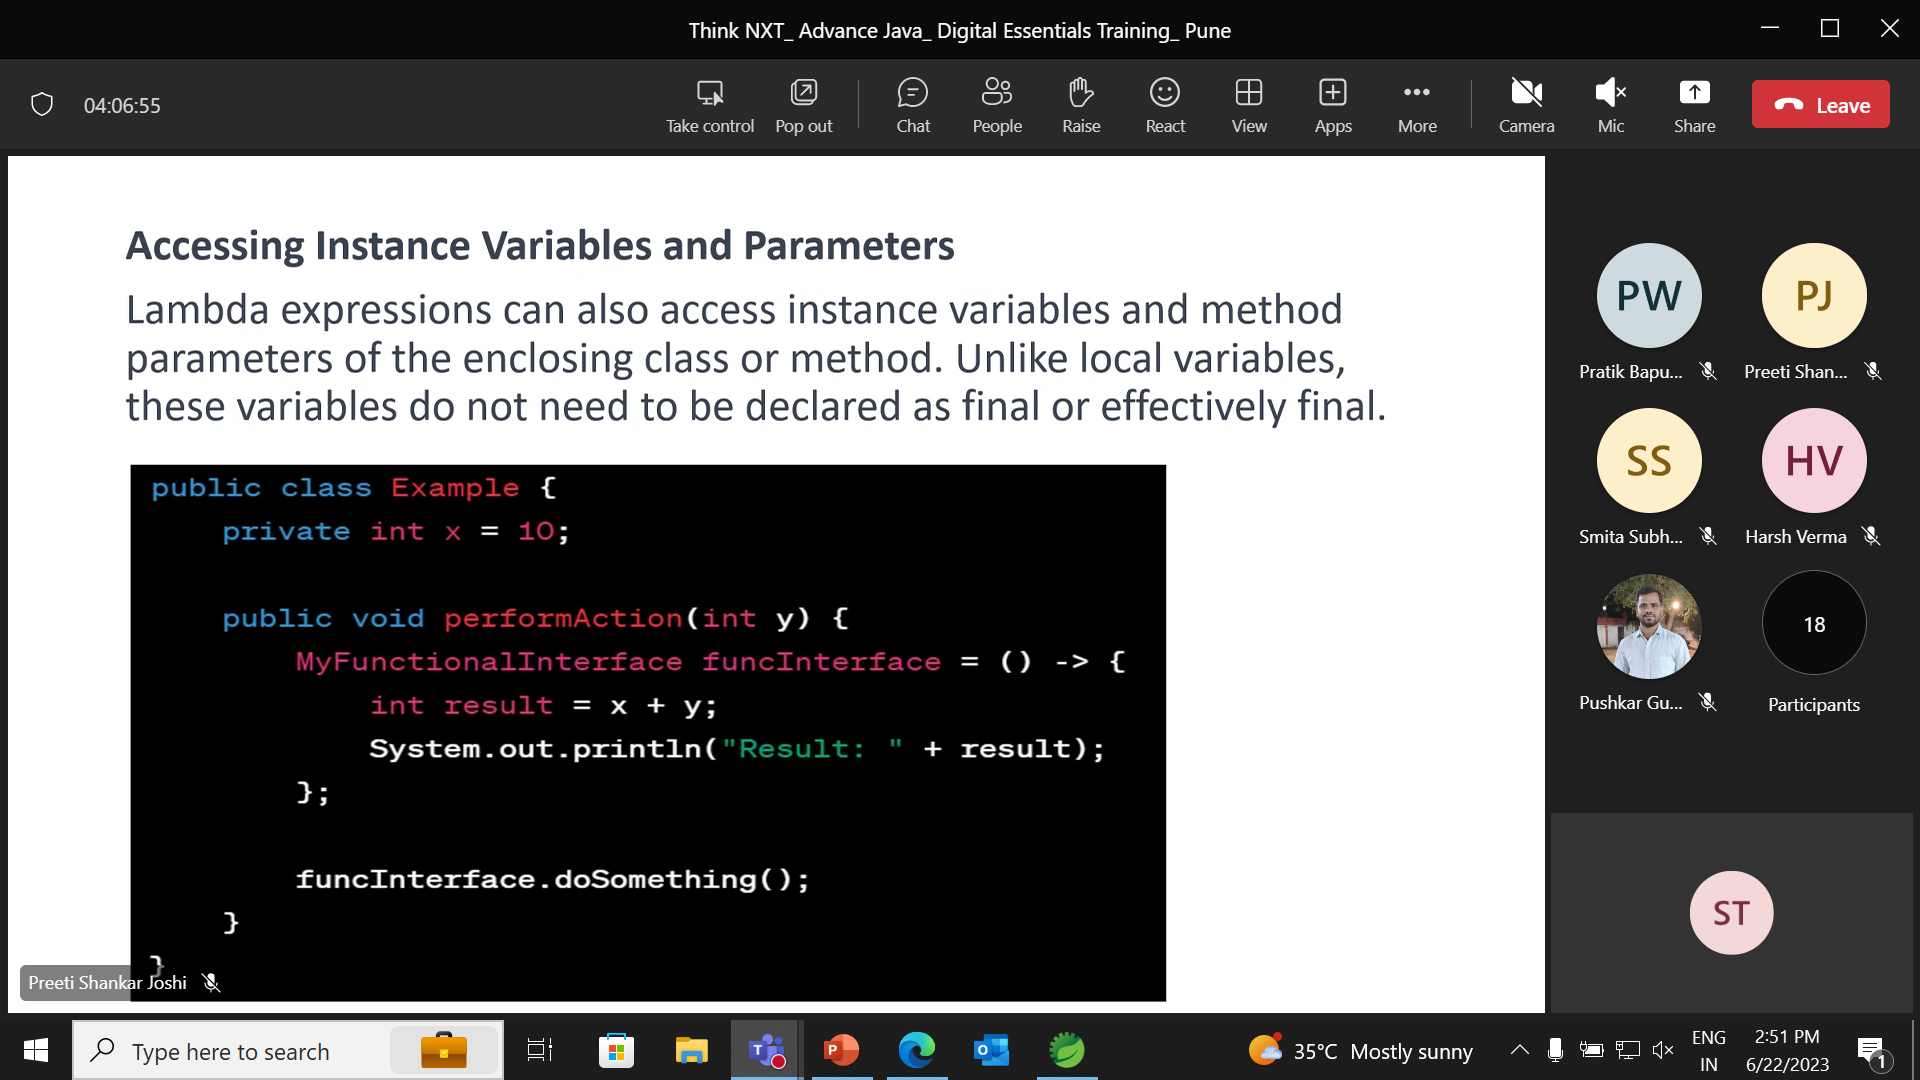 Think NXT_ Advance Java_ Digital Essentials Training_ Pune
04:06:55
Take control
Pop out
Chat
People
Raise
React
View
Apps
More
Camera
Mic
Share
Leave
Accessing Instance Variables and Parameters
Lambda expressions can also access instance variables and method
parameters of the enclosing class or method. Unlike local variables,
these variables do not need to be declared as final or effectively final.
public class Example {
private int x = 10;
public void performAction(int y) {
MyFunctionalInterface funcInterface = () -> {
int result = x + y;
System.out.println("Result: " + result);
};
funcInterface.doSomething();
}
}
Preeti Shankar Joshi
PW
PJ
Pratik Bapu...
Preeti Shan...
SS
HV
Smita Subh...
Harsh Verma
18
Pushkar Gu...
Participants
ST
Type here to search
35°C Mostly sunny
ENG
IN
2:51 PM
6/22/2023
1